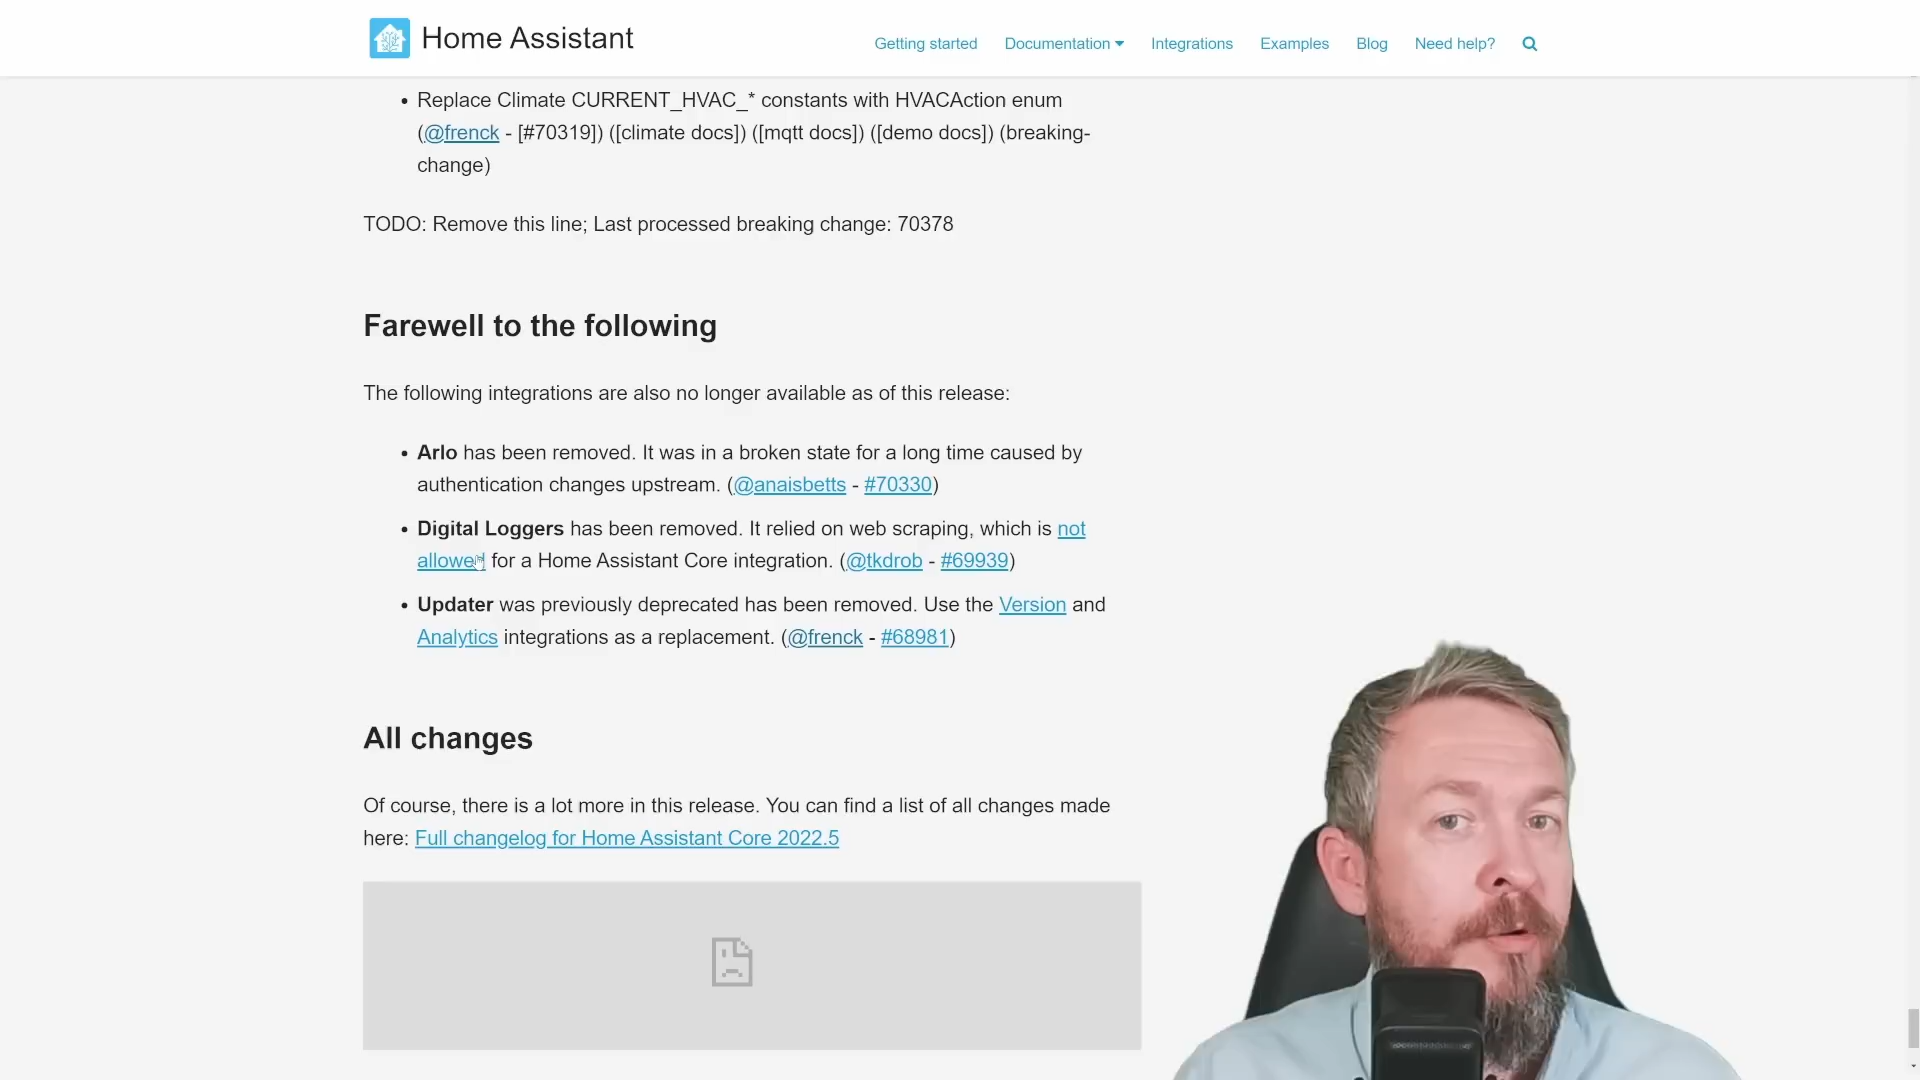 Home Assistant
Getting started Documentation Integrations Examples Blog Need help?
• Replace Climate CURRENT_HVAC_* constants with HVACAction enum
(@frenck - [#70319]) ([climate docs]) ([mqtt docs]) ([demo docs]) (breaking-
change)
TODO: Remove this line; Last processed breaking change: 70378
Farewell to the following
The following integrations are also no longer available as of this release:
• Arlo has been removed. It was in a broken state for a long time caused by
authentication changes upstream. (@anaisbetts - #70330)
• Digital Loggers has been removed. It relied on web scraping, which is not
allowed for a Home Assistant Core integration. (@tkdrob - #69939)
• Updater was previously deprecated has been removed. Use the Version and
Analytics integrations as a replacement. (@frenck - #68981)
All changes
Of course, there is a lot more in this release. You can find a list of all changes made
here: Full changelog for Home Assistant Core 2022.5